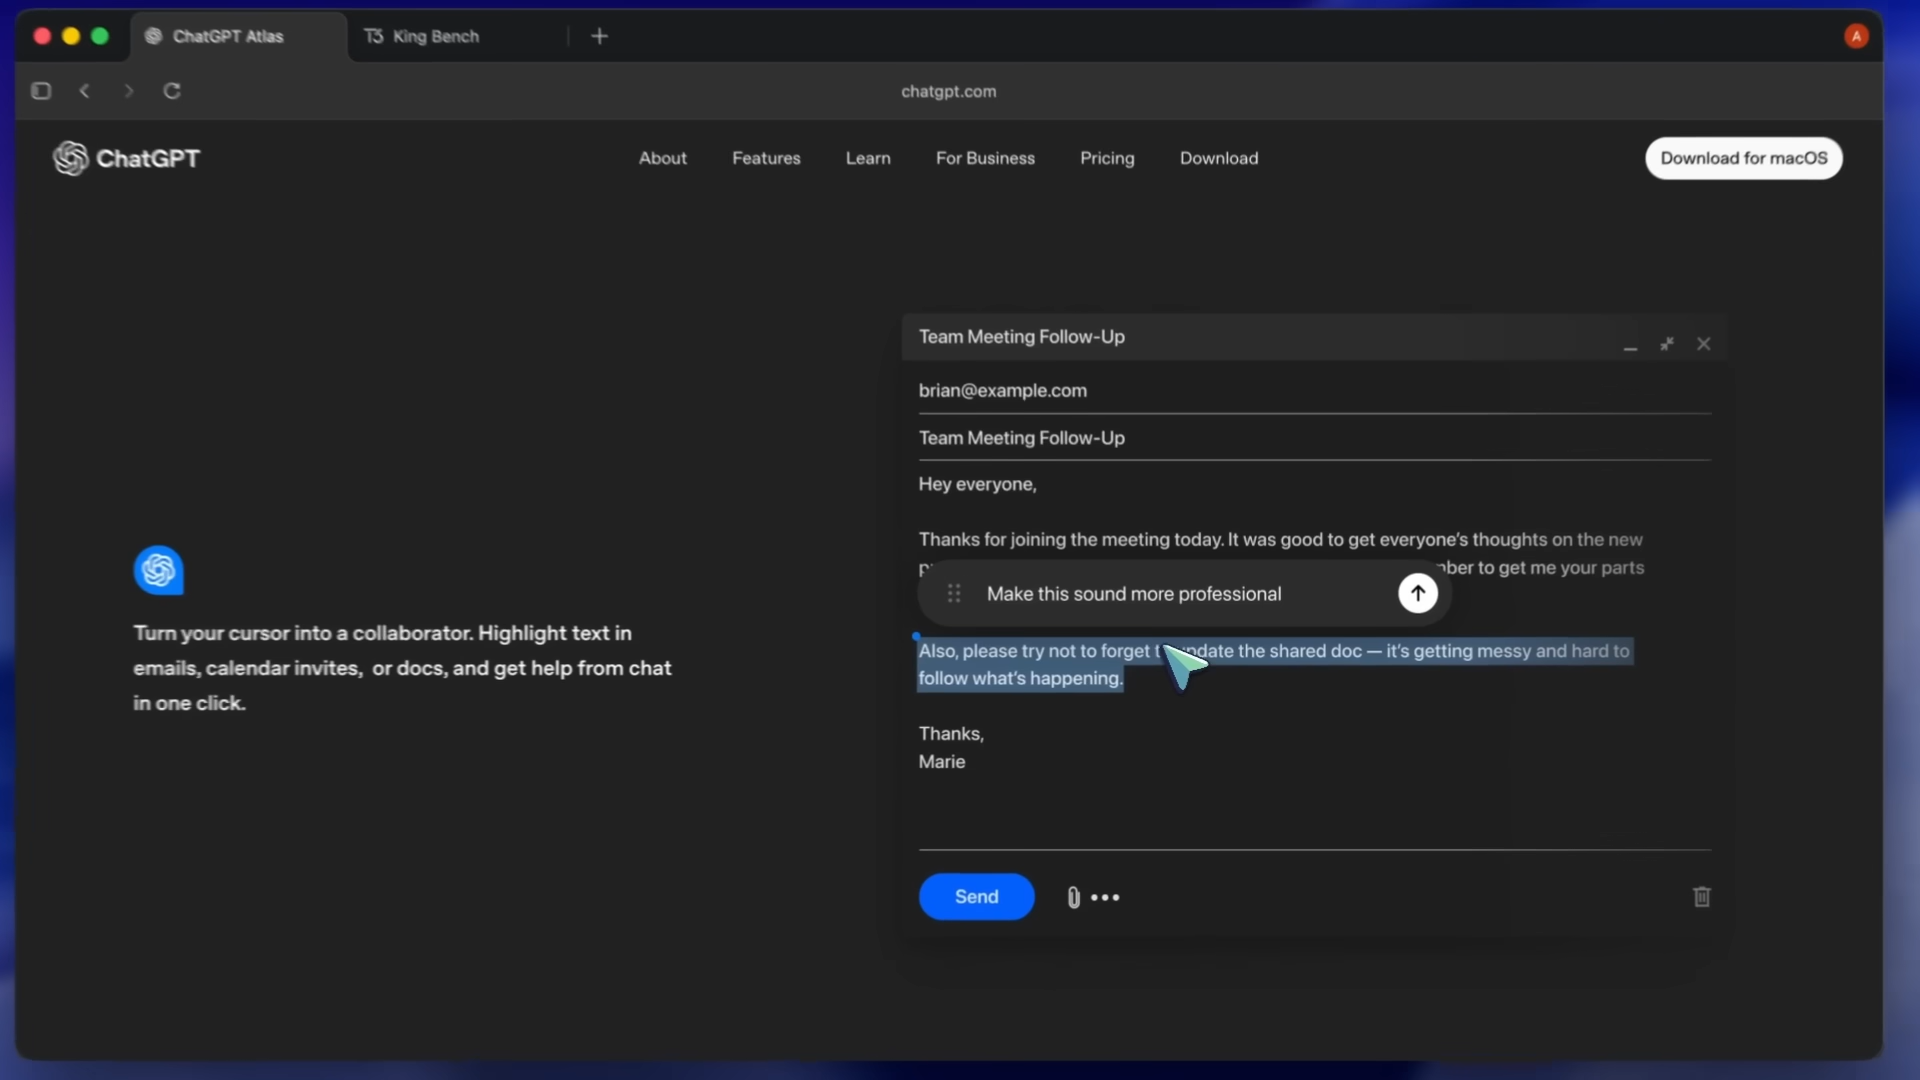 ChatGPT Atlas
T3 King Bench
A
chatgpt.com
ChatGPT
About
Features
Learn
For Business
Pricing
Download
Download for macOS
Turn your cursor into a collaborator. Highlight text in
emails, calendar invites, or docs, and get help from chat
in one click.
Team Meeting Follow-Up
brian@example.com
Team Meeting Follow-Up
Hey everyone,
Thanks for joining the meeting today. It was good to get everyone's thoughts on the new
to get me your parts
Make this sound more professional
Also, please try not to forget update the shared doc — it's getting messy and hard to
follow what's happening.
Thanks,
Marie
Send